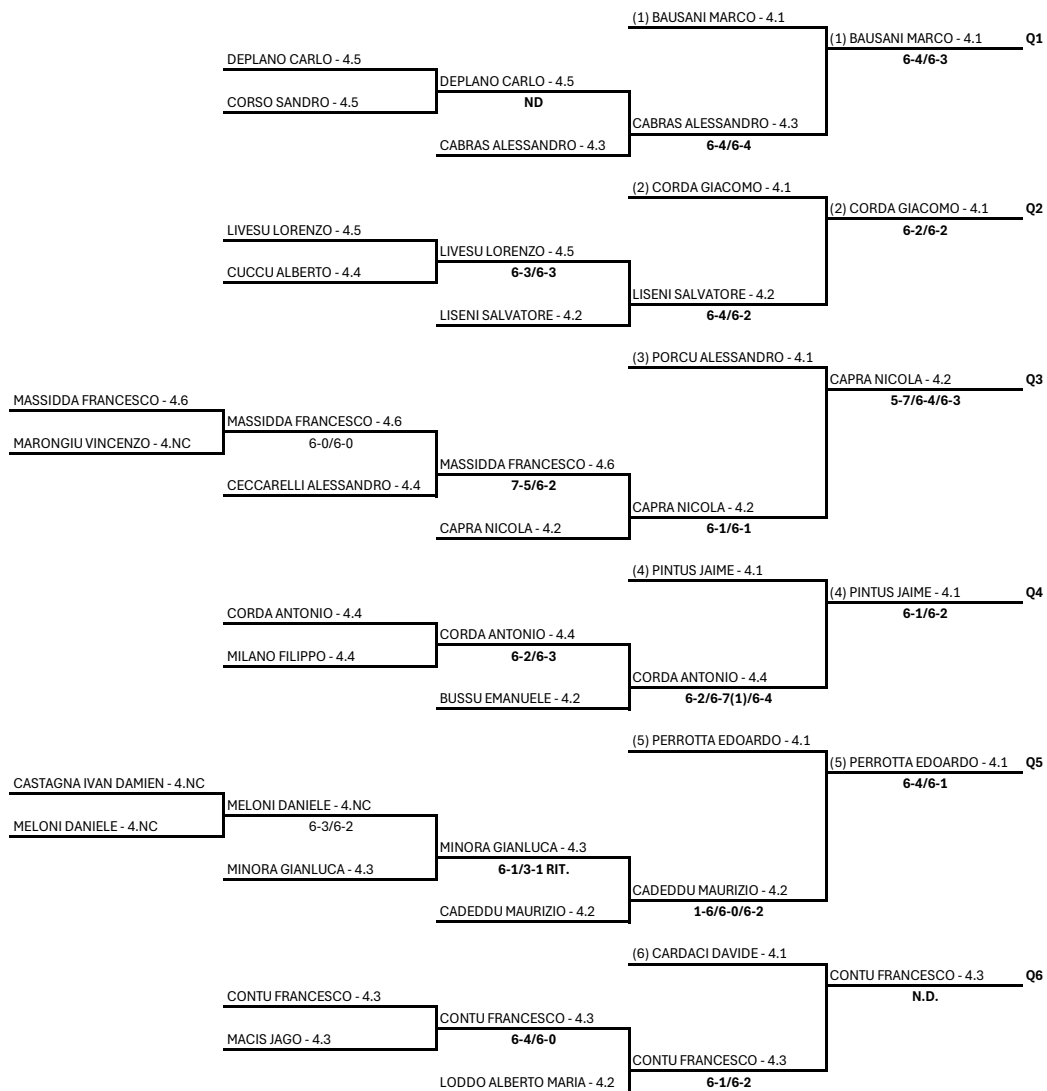 (1) BAUSANI MARCO - 4.1
(1) BAUSANI MARCO - 4.1 Q1
6-4/6-3
DEPLANO CARLO - 4.5
DEPLANO CARLO - 4.5
ND
CORSO SANDRO - 4.5
CABRAS ALESSANDRO - 4.3
6-4/6-4
CABRAS ALESSANDRO - 4.3
(2) CORDA GIACOMO - 4.1
(2) CORDA GIACOMO - 4.1 Q2
6-2/6-2
LIVESU LORENZO - 4.5
LIVESU LORENZO - 4.5
6-3/6-3
CUCCU ALBERTO - 4.4
LISENI SALVATORE - 4.2
6-4/6-2
LISENI SALVATORE - 4.2
(3) PORCU ALESSANDRO - 4.1
CAPRA NICOLA - 4.2 Q3
5-7/6-4/6-3
MASSIDDA FRANCESCO - 4.6
MASSIDDA FRANCESCO - 4.6
6-0/6-0
MARONGIU VINCENZO - 4.NC
MASSIDDA FRANCESCO - 4.6
7-5/6-2
CECCARELLI ALESSANDRO - 4.4
CAPRA NICOLA - 4.2
6-1/6-1
CAPRA NICOLA - 4.2
(4) PINTUS JAIME - 4.1
(4) PINTUS JAIME - 4.1 Q4
6-1/6-2
CORDA ANTONIO - 4.4
CORDA ANTONIO - 4.4
6-2/6-3
MILANO FILIPPO - 4.4
CORDA ANTONIO - 4.4
6-2/6-7(1)/6-4
BUSSU EMANUELE - 4.2
(5) PERROTTA EDOARDO - 4.1
(5) PERROTTA EDOARDO - 4.1 Q5
6-4/6-1
CASTAGNA IVAN DAMIEN - 4.NC
MELONI DANIELE - 4.NC
6-3/6-2
MELONI DANIELE - 4.NC
MINORA GIANLUCA - 4.3
6-1/3-1 RIT.
MINORA GIANLUCA - 4.3
CADEDDU MAURIZIO - 4.2
1-6/6-0/6-2
CADEDDU MAURIZIO - 4.2
(6) CARDACI DAVIDE - 4.1
CONTU FRANCESCO - 4.3 Q6
N.D.
CONTU FRANCESCO - 4.3
CONTU FRANCESCO - 4.3
6-4/6-0
MACIS JAGO - 4.3
CONTU FRANCESCO - 4.3
6-1/6-2
LODDO ALBERTO MARIA - 4.2